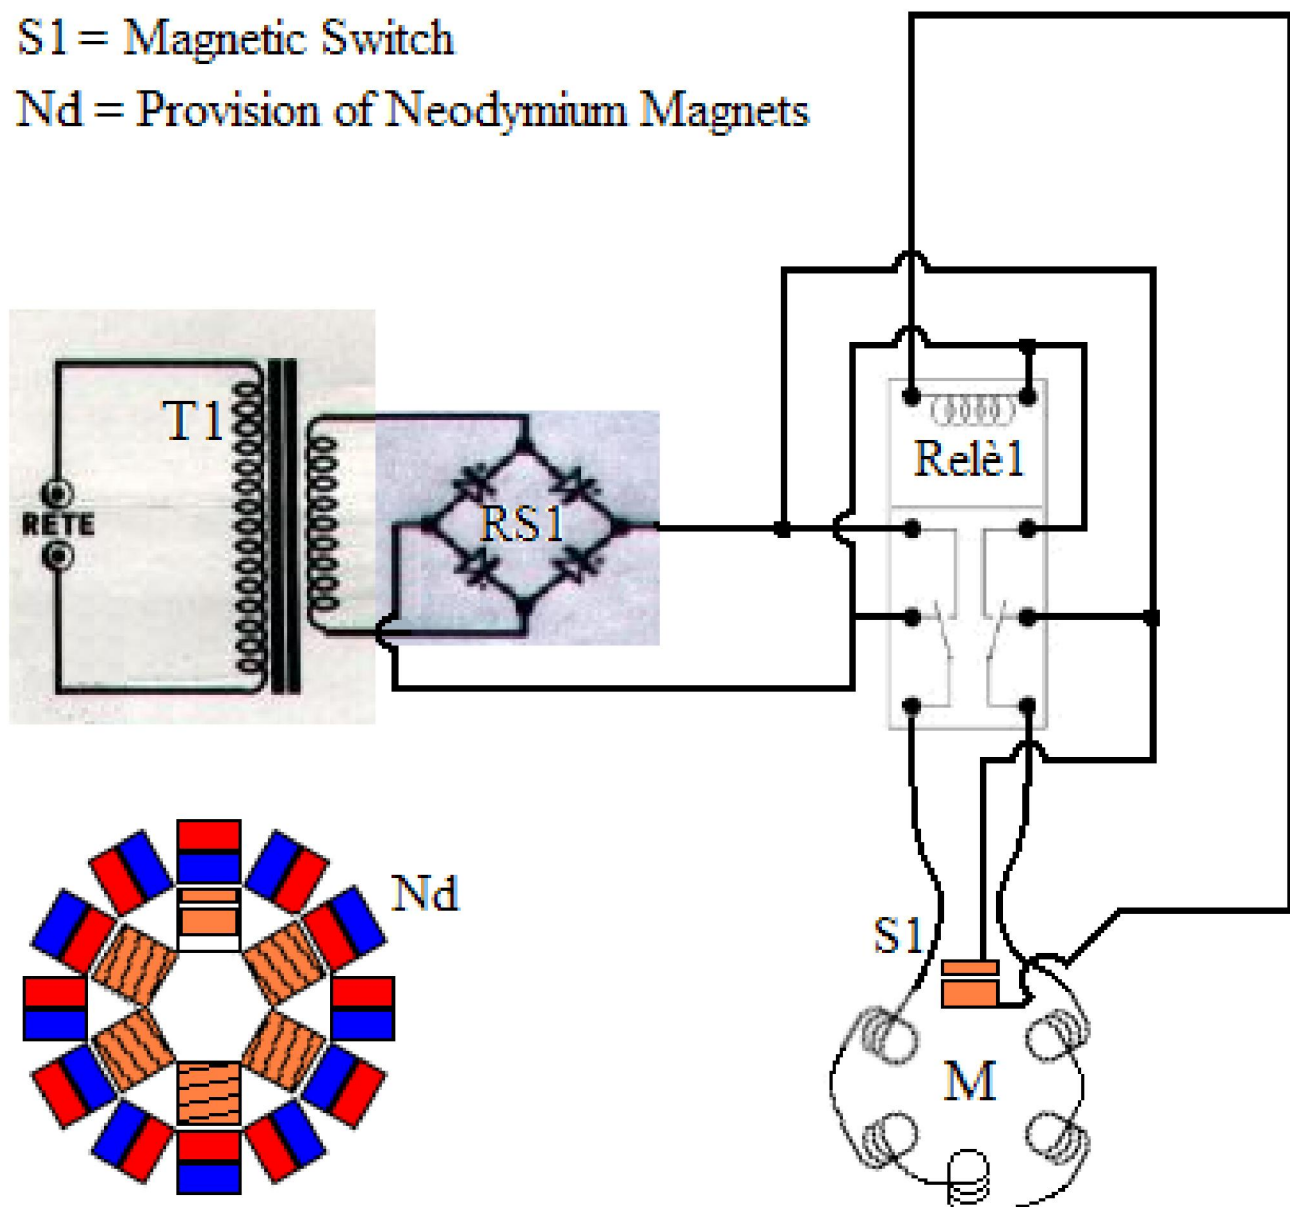 S1 = Magnetic Switch
Nd = Provision of Neodymium Magnets
T1
RETE
RS1
Relè1
Nd
S1
M